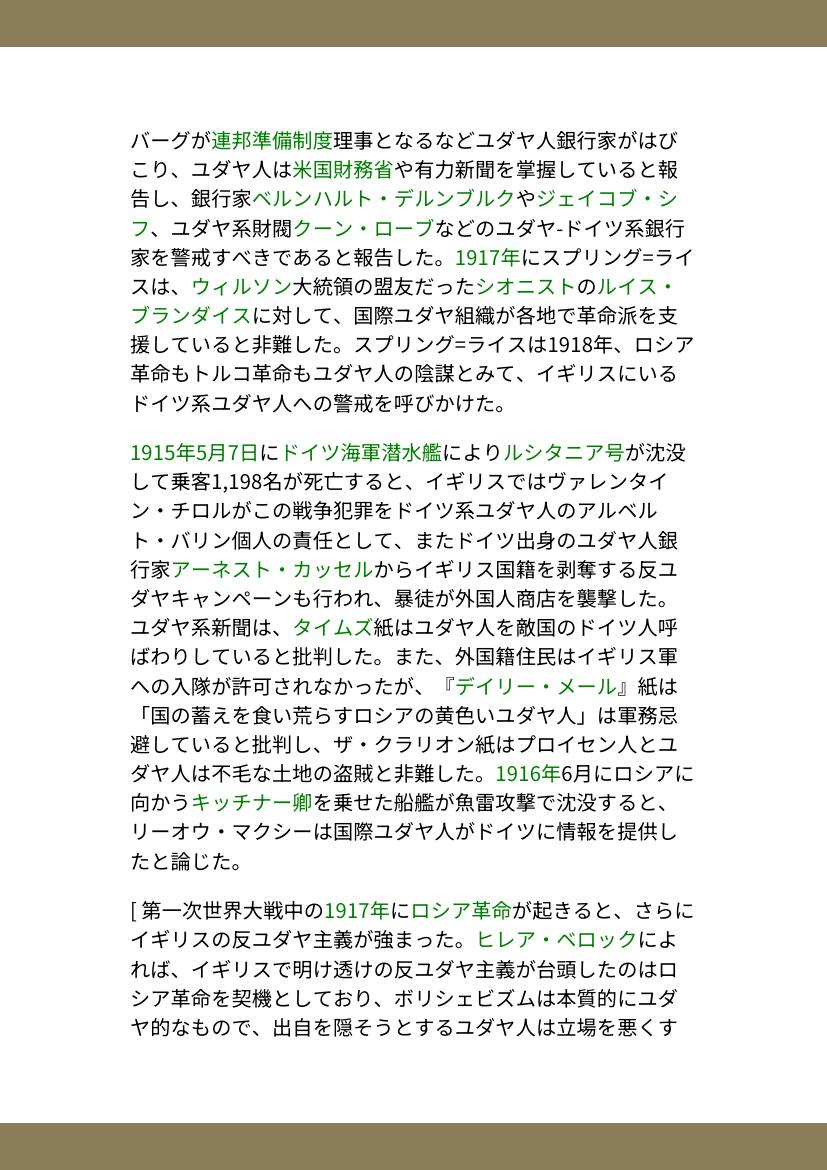 バーグが連邦準備制度理事となるなどユダヤ人銀行家がはび
こり、ユダヤ人は米国財務省や有力新聞を掌握していると報
告し、銀行家ベルンハルト・デルンブルクやジェイコブ・シ
フ、ユダヤ系財閥クーン・ローブなどのユダヤ-ドイツ系銀行
家を警戒すべきであると報告した。1917年にスプリング=ライ
スは、ウィルソン大統領の盟友だったシオニストのルイス・
ブランダイスに対して、国際ユダヤ組織が各地で革命派を支
援していると非難した。スプリング=ライスは1918年、ロシア
革命もトルコ革命もユダヤ人の陰謀とみて、イギリスにいる
ドイツ系ユダヤ人への警戒を呼びかけた。
1915年5月7日にドイツ海軍潜水艦によりルシタニア号が沈没
して乗客1,198名が死亡すると、イギリスではヴァレンタイ
ン・チロルがこの戦争犯罪をドイツ系ユダヤ人のアルベル
ト・バリン個人の責任として、またドイツ出身のユダヤ人銀
行家アーネスト・カッセルからイギリス国籍を剥奪する反ユ
ダヤキャンペーンも行われ、暴徒が外国人商店を襲撃した。
ユダヤ系新聞は、タイムズ紙はユダヤ人を敵国のドイツ人呼
ばわりしていると批判した。また、外国籍住民はイギリス軍
への入隊が許可されなかったが、『デイリー・メール』紙は
「国の蓄えを食い荒らすロシアの黄色いユダヤ人」は軍務忌
避していると批判し、ザ・クラリオン紙はプロイセン人とユ
ダヤ人は不毛な土地の盗賊と非難した。1916年6月にロシアに
向かうキッチナー卿を乗せた船艦が魚雷攻撃で沈没すると、
リーオウ・マクシーは国際ユダヤ人がドイツに情報を提供し
たと論じた。
[ 第一次世界大戦中の1917年にロシア革命が起きると、さらに
イギリスの反ユダヤ主義が強まった。ヒレア・ベロックによ
れば、イギリスで明け透けの反ユダヤ主義が台頭したのはロ
シア革命を契機としており、ボリシェビズムは本質的にユダ
ヤ的なもので、出自を隠そうとするユダヤ人は立場を悪くす